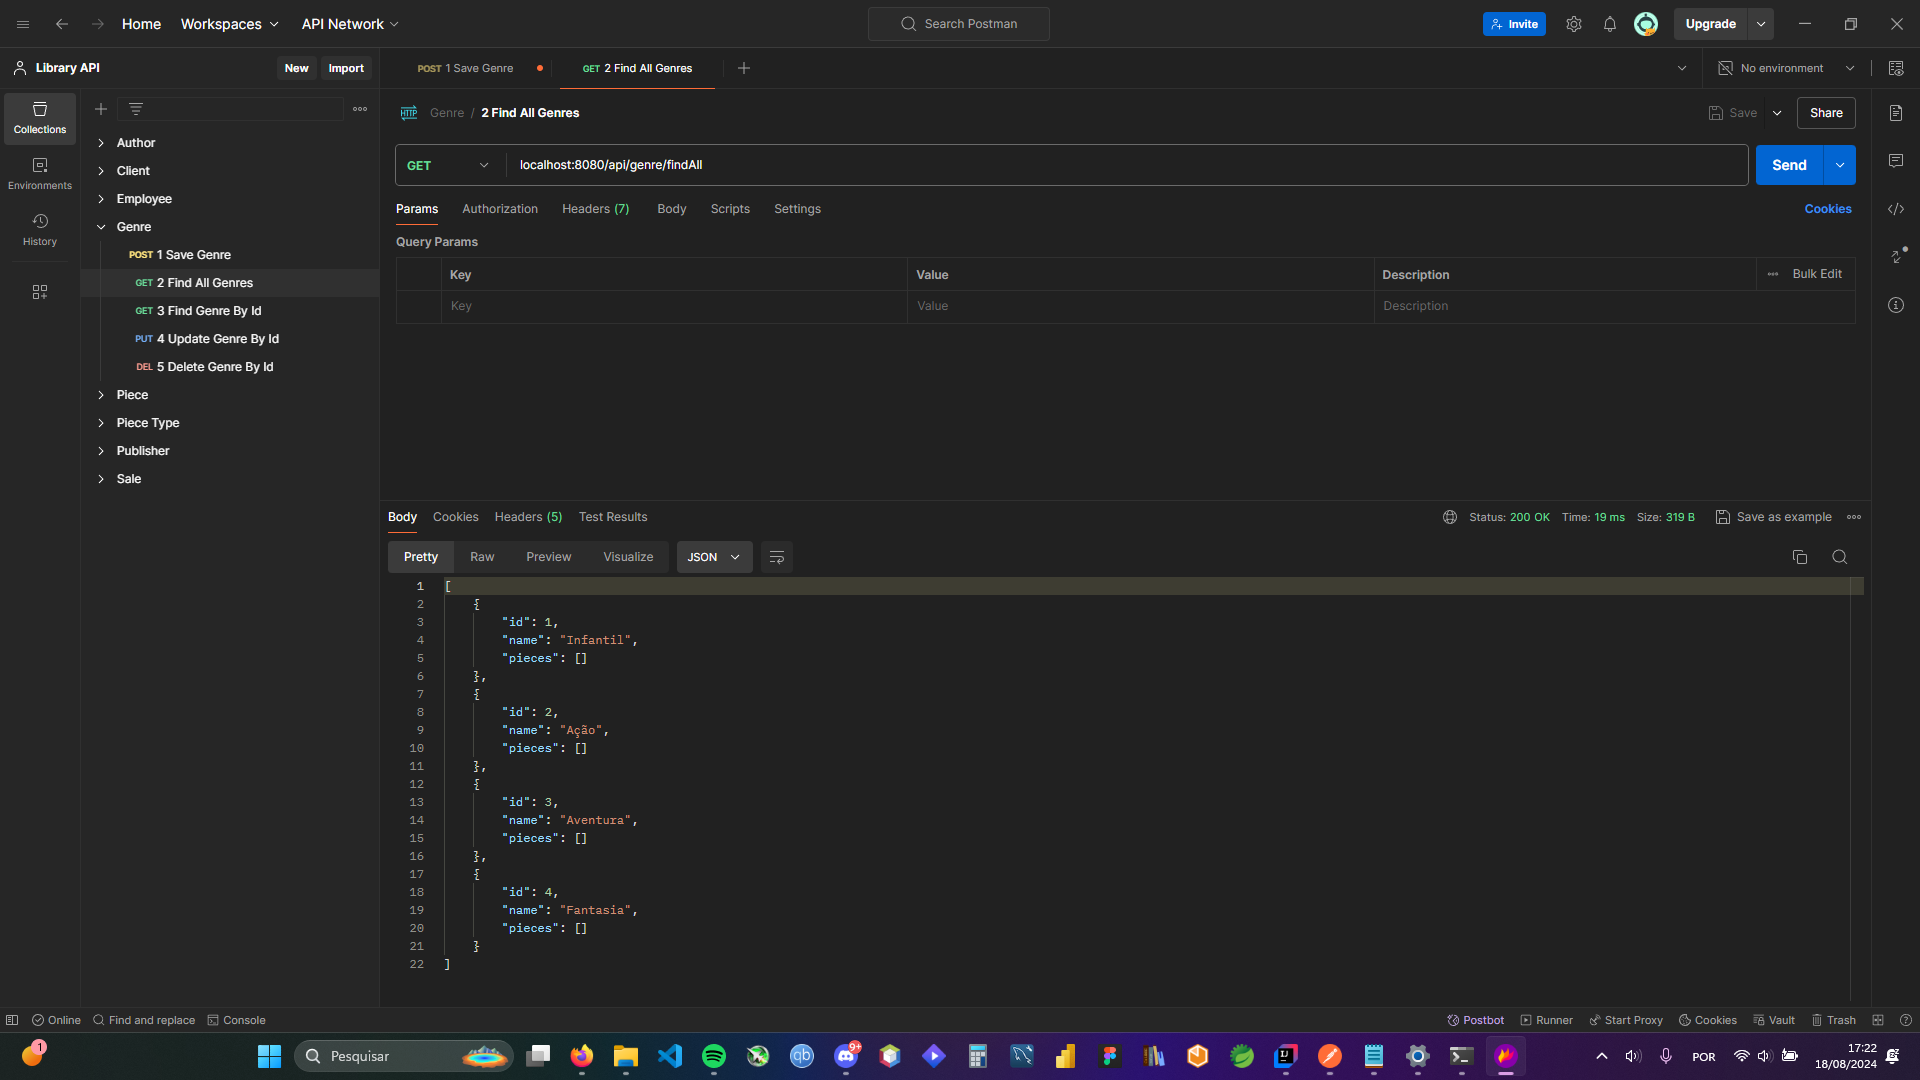 Home Workspaces API Network Search Postman Invite Upgrade
Library API New Import POST 1 Save Genre GET 2 Find All Genres No environment
Collections
Environments
History
Author
Client
Employee
Genre
POST 1 Save Genre
GET 2 Find All Genres
GET 3 Find Genre By Id
PUT 4 Update Genre By Id
DEL 5 Delete Genre By Id
Piece
Piece Type
Publisher
Sale
HTTP Genre / 2 Find All Genres Save Share
GET localhost:8080/api/genre/findAll Send
Params Authorization Headers (7) Body Scripts Settings Cookies
Query Params
Key Value Description Bulk Edit
Key Value Description
Body Cookies Headers (5) Test Results Status: 200 OK Time: 19 ms Size: 319 B Save as example
Pretty Raw Preview Visualize JSON
1 [
2 {
3 "id": 1,
4 "name": "Infantil",
5 "pieces": []
6 },
7 {
8 "id": 2,
9 "name": "Ação",
10 "pieces": []
11 },
12 {
13 "id": 3,
14 "name": "Aventura",
15 "pieces": []
16 },
17 {
18 "id": 4,
19 "name": "Fantasia",
20 "pieces": []
21 }
22 ]
Online Find and replace Console Postbot Runner Start Proxy Cookies Vault Trash
1 Pesquisar qb 9+ IJ POR 17:22
18/08/2024